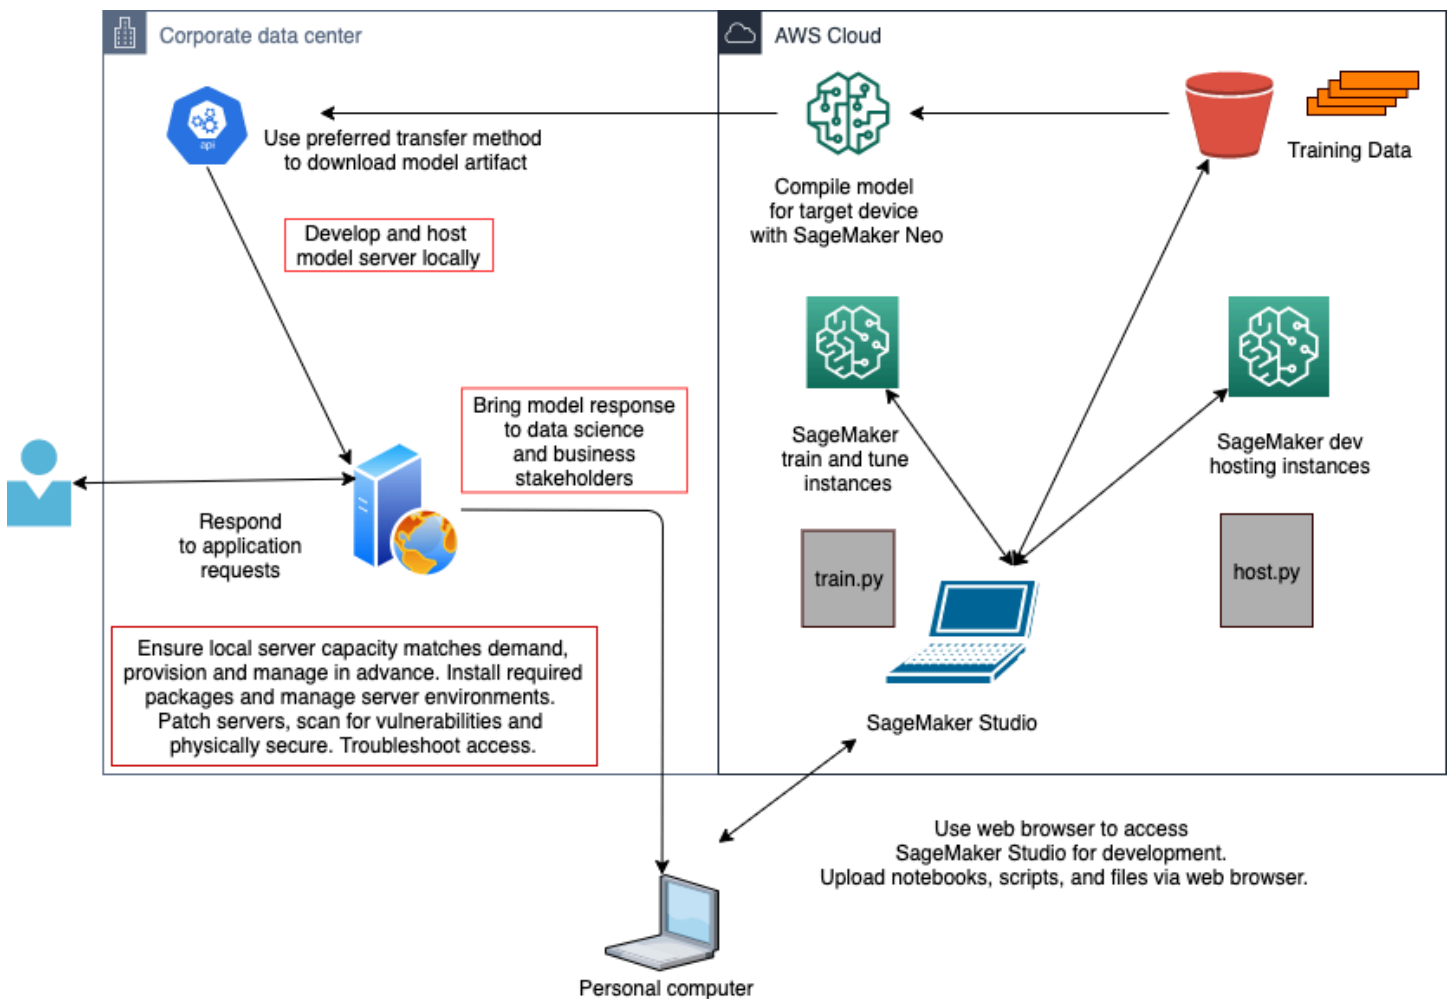 Corporate data center
AWS Cloud
api
Use preferred transfer method
to download model artifact
Training Data
Compile model
for target device
with SageMaker Neo
Develop and host
model server locally
Bring model response
to data science
and business
stakeholders
SageMaker
train and tune
instances
SageMaker dev
hosting instances
Respond
to application
requests
train.py
host.py
Ensure local server capacity matches demand,
provision and manage in advance. Install required
packages and manage server environments.
Patch servers, scan for vulnerabilities and
physically secure. Troubleshoot access.
SageMaker Studio
Use web browser to access
SageMaker Studio for development.
Upload notebooks, scripts, and files via web browser.
Personal computer